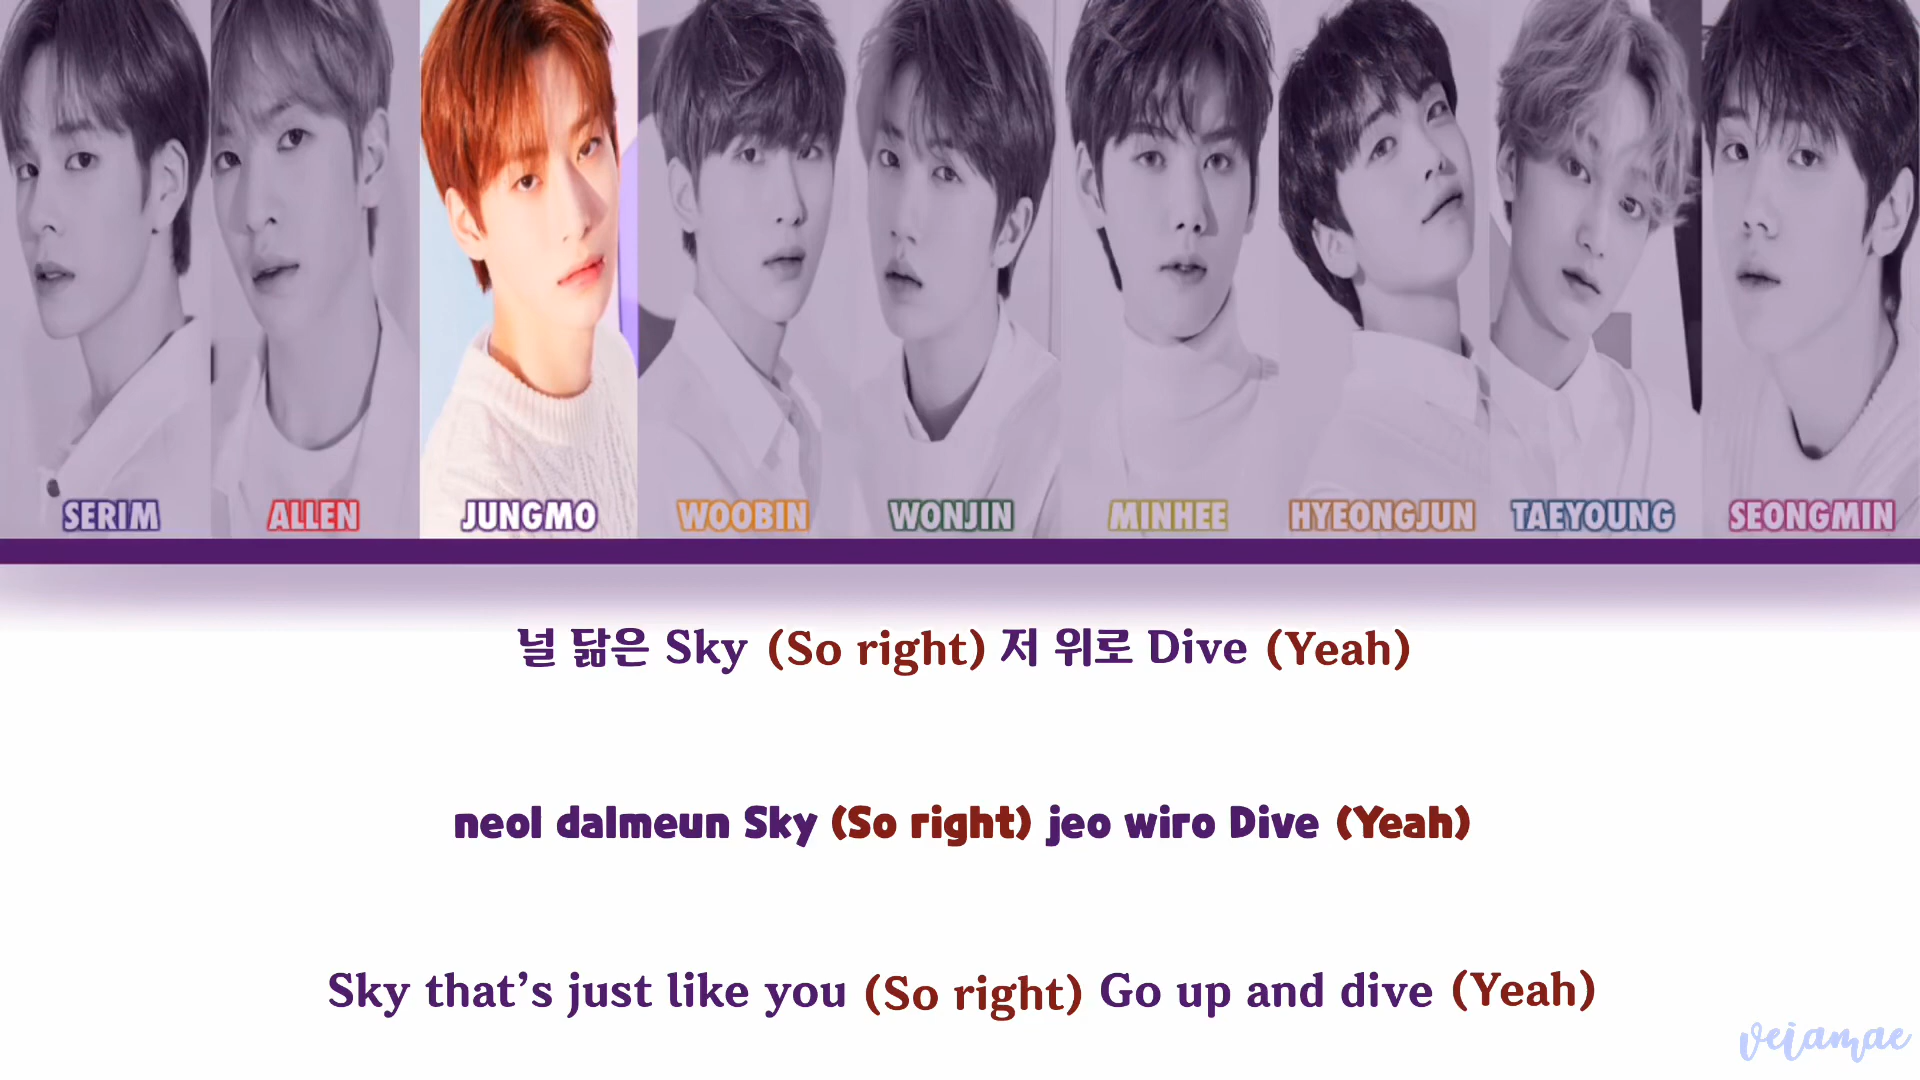 SERIM ALLEN JUNGMO WOOBIN WONJIN MINHEE HYEONGJUN TAEYOUNG SEONGMIN
널 닮은 Sky (So right) 저 위로 Dive (Yeah)
neol dalmeun Sky (So right) jeo wiro Dive (Yeah)
Sky that’s just like you (So right) Go up and dive (Yeah)
veiamae